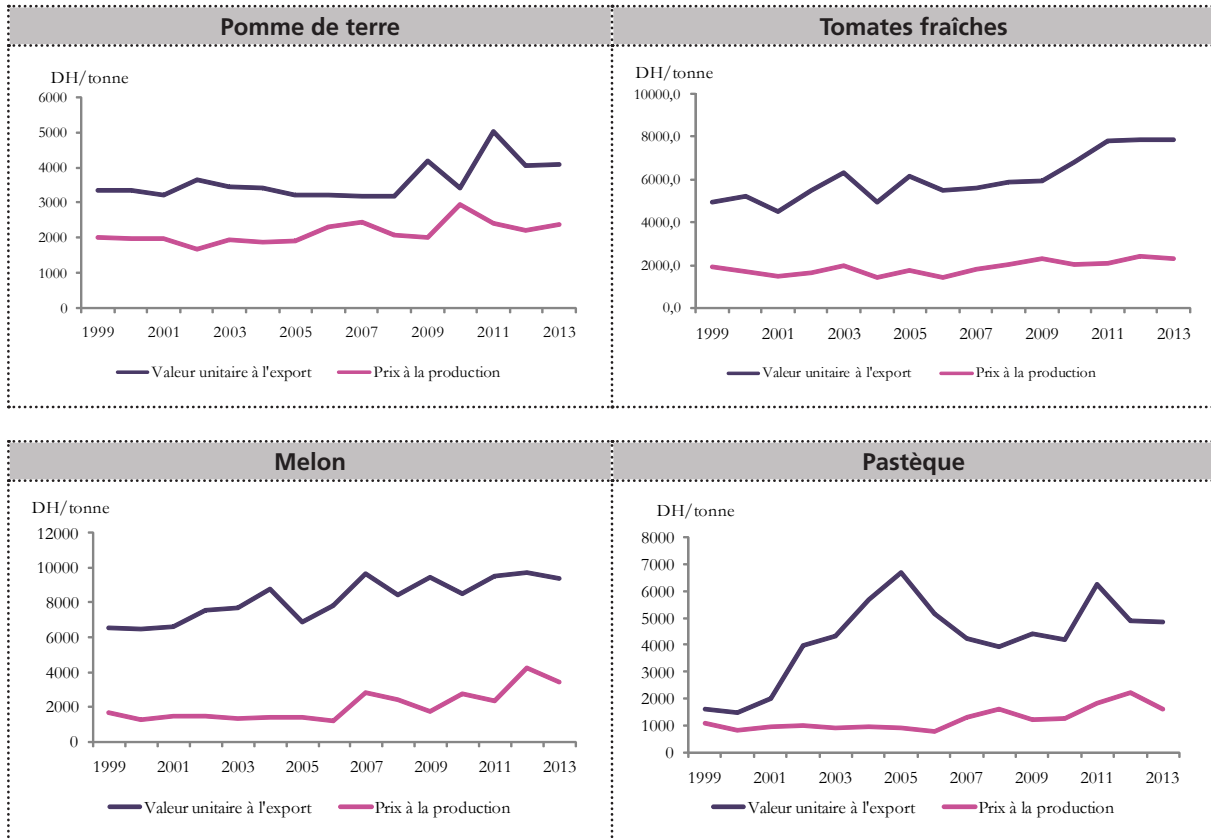 Pomme de terre
DH/tonne
6000
5000
4000
3000
2000
1000
0
1999 2001 2003 2005 2007 2009 2011 2013
Valeur unitaire à l'export Prix à la production
Tomates fraîches
DH/tonne
10000,0
8000,0
6000,0
4000,0
2000,0
0,0
1999 2001 2003 2005 2007 2009 2011 2013
Valeur unitaire à l'export Prix à la production
Melon
DH/tonne
12000
10000
8000
6000
4000
2000
0
1999 2001 2003 2005 2007 2009 2011 2013
Valeur unitaire à l'export Prix à la production
Pastèque
DH/tonne
8000
7000
6000
5000
4000
3000
2000
1000
0
1999 2001 2003 2005 2007 2009 2011 2013
Valeur unitaire à l'export Prix à la production